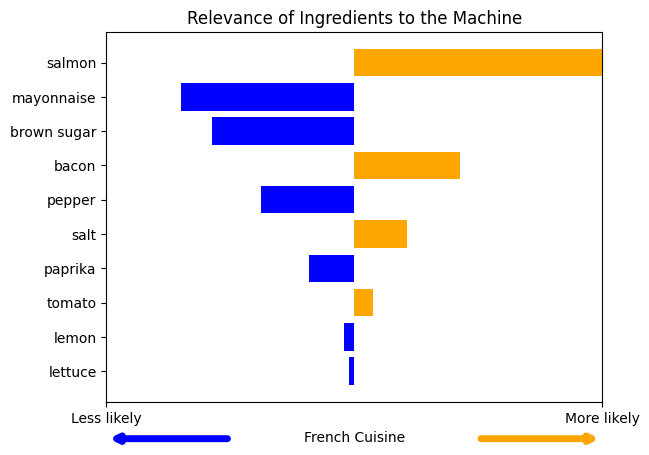 Relevance of Ingredients to the Machine
salmon
mayonnaise
brown sugar
bacon
pepper
salt
paprika
tomato
lemon
lettuce
Less likely
More likely
French Cuisine